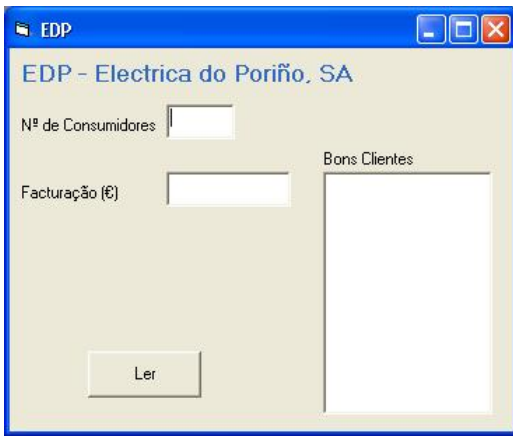 EDP
EDP - Electrica do Poriño, SA
Nº de Consumidores
Bons Clientes
Facturação (€)
Ler